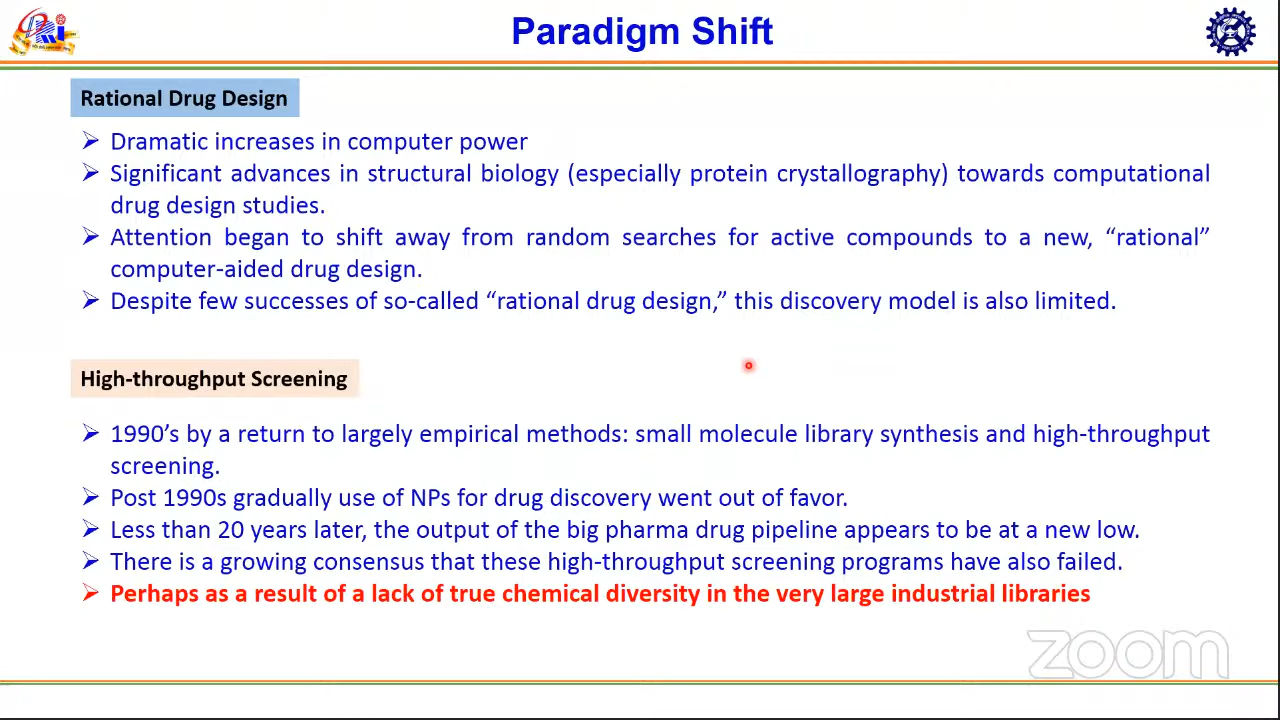 Paradigm Shift
Rational Drug Design
➢ Dramatic increases in computer power
➢ Significant advances in structural biology (especially protein crystallography) towards computational
drug design studies.
➢ Attention began to shift away from random searches for active compounds to a new, “rational”
computer-aided drug design.
➢ Despite few successes of so-called “rational drug design,” this discovery model is also limited.
High-throughput Screening
➢ 1990’s by a return to largely empirical methods: small molecule library synthesis and high-throughput
screening.
➢ Post 1990s gradually use of NPs for drug discovery went out of favor.
➢ Less than 20 years later, the output of the big pharma drug pipeline appears to be at a new low.
➢ There is a growing consensus that these high-throughput screening programs have also failed.
➢ Perhaps as a result of a lack of true chemical diversity in the very large industrial libraries
zoom